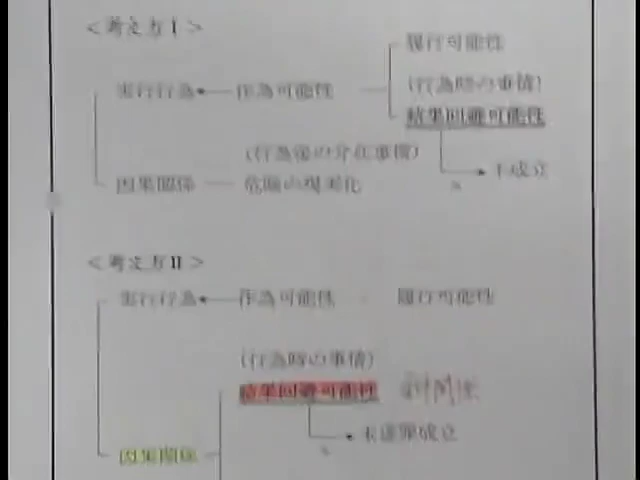 <考え方Ⅰ>
履行可能性
実行行為 作為可能性 (行為時の事情)
結果回避可能性
(行為後の介在事情)
不成立
因果関係 危険の現実化
<考え方Ⅱ>
実行行為 作為可能性 履行可能性
(行為時の事情)
結果回避可能性
未遂罪成立
因果関係